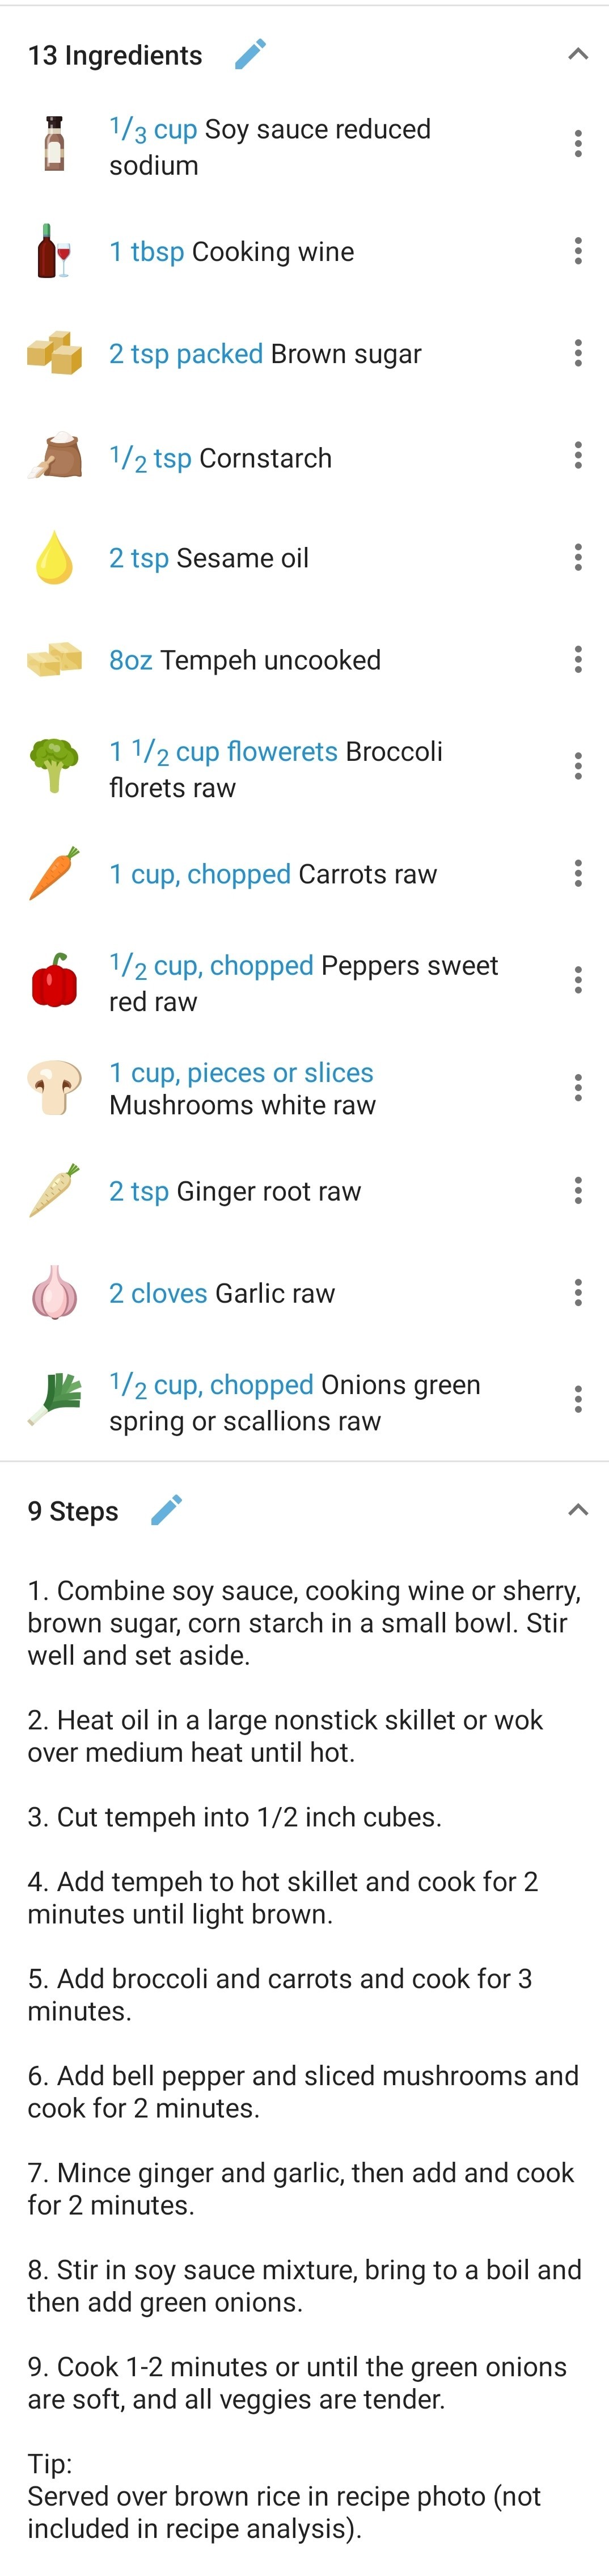 13 Ingredients
1/3 cup Soy sauce reduced
sodium
1 tbsp Cooking wine
2 tsp packed Brown sugar
1/2 tsp Cornstarch
2 tsp Sesame oil
8oz Tempeh uncooked
1 1/2 cup flowerets Broccoli
florets raw
1 cup, chopped Carrots raw
1/2 cup, chopped Peppers sweet
red raw
1 cup, pieces or slices
Mushrooms white raw
2 tsp Ginger root raw
2 cloves Garlic raw
1/2 cup, chopped Onions green
spring or scallions raw
9 Steps
1. Combine soy sauce, cooking wine or sherry,
brown sugar, corn starch in a small bowl. Stir
well and set aside.
2. Heat oil in a large nonstick skillet or wok
over medium heat until hot.
3. Cut tempeh into 1/2 inch cubes.
4. Add tempeh to hot skillet and cook for 2
minutes until light brown.
5. Add broccoli and carrots and cook for 3
minutes.
6. Add bell pepper and sliced mushrooms and
cook for 2 minutes.
7. Mince ginger and garlic, then add and cook
for 2 minutes.
8. Stir in soy sauce mixture, bring to a boil and
then add green onions.
9. Cook 1-2 minutes or until the green onions
are soft, and all veggies are tender.
Tip:
Served over brown rice in recipe photo (not
included in recipe analysis).